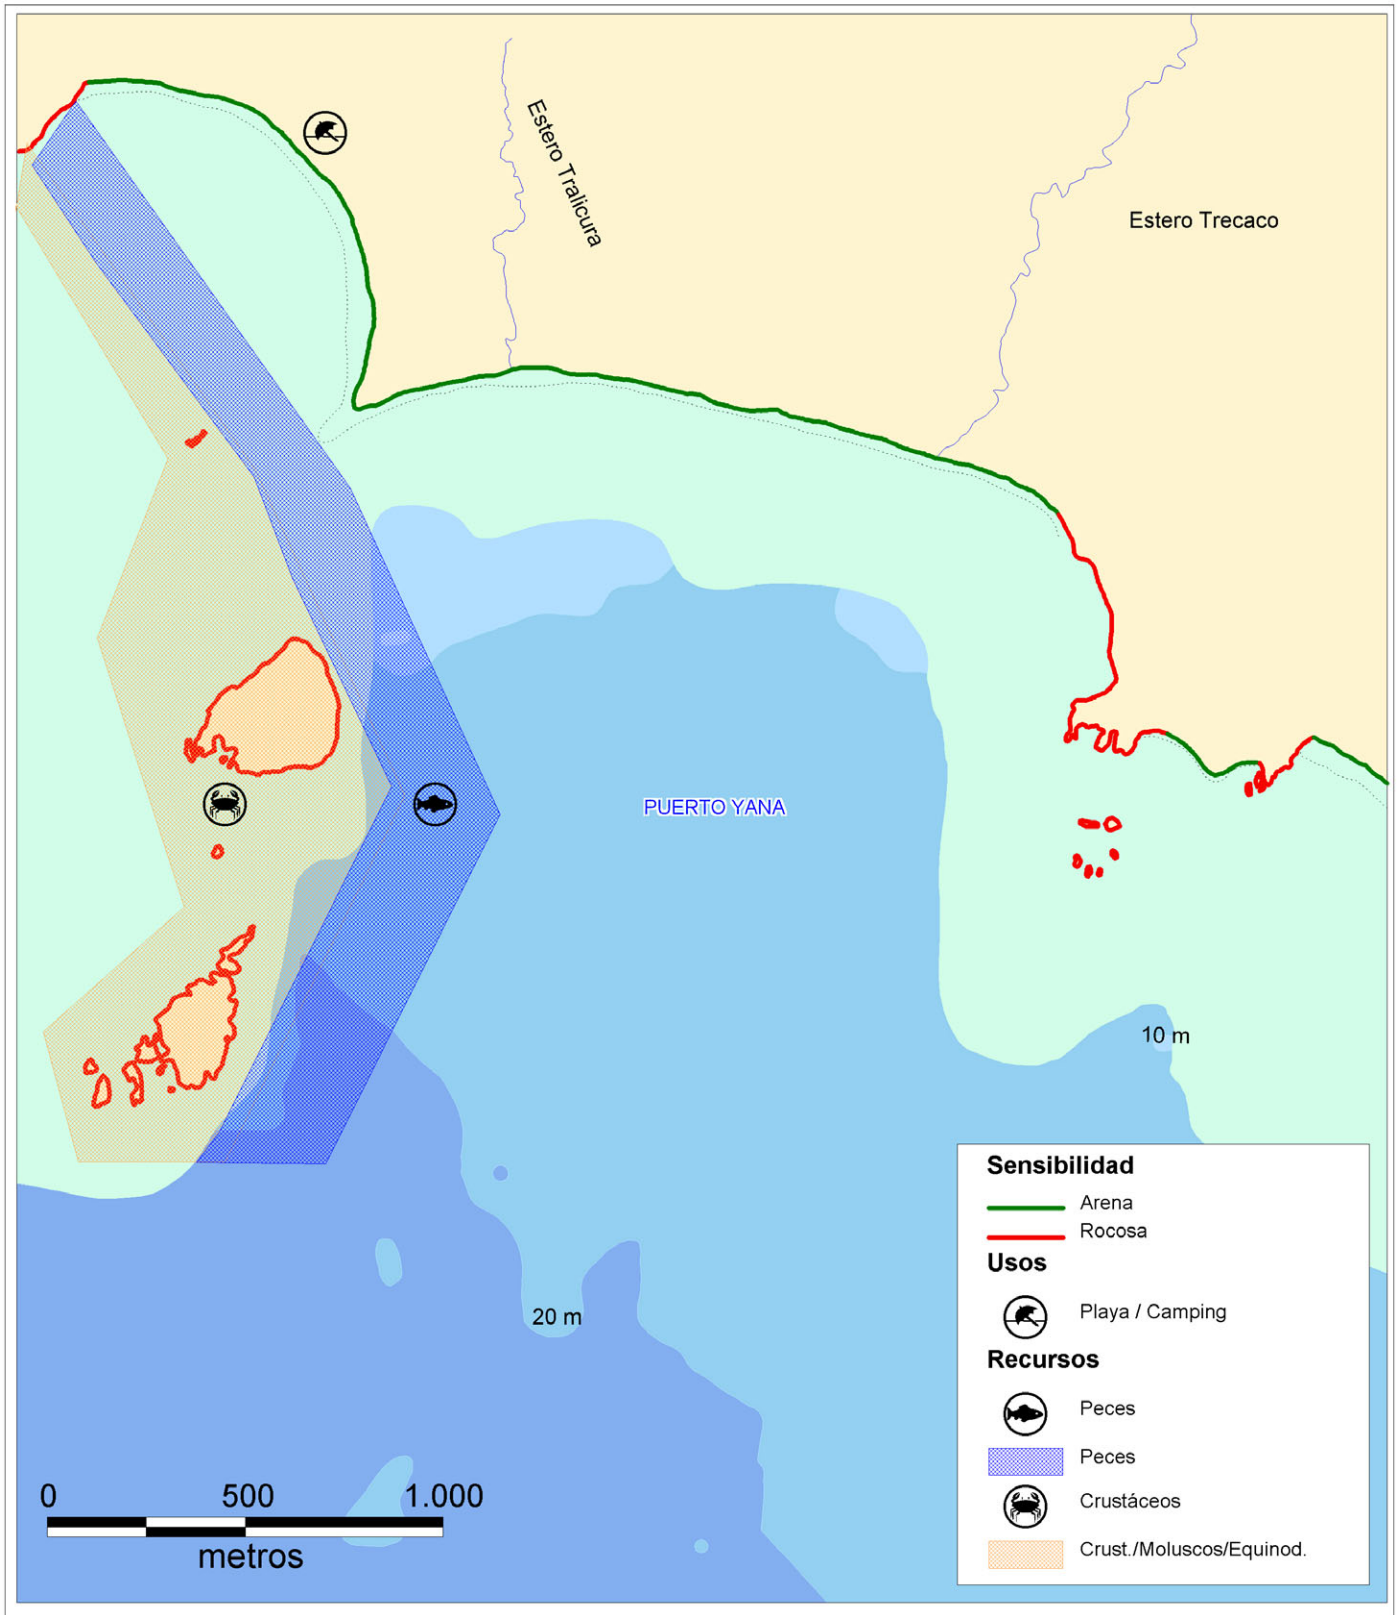 Estero Tralicura
Estero Trecaco
PUERTO YANA
10 m
20 m
0 500 1.000
metros
Sensibilidad
Arena
Rocosa
Usos
Playa / Camping
Recursos
Peces
Peces
Crustáceos
Crust./Moluscos/Equinod.